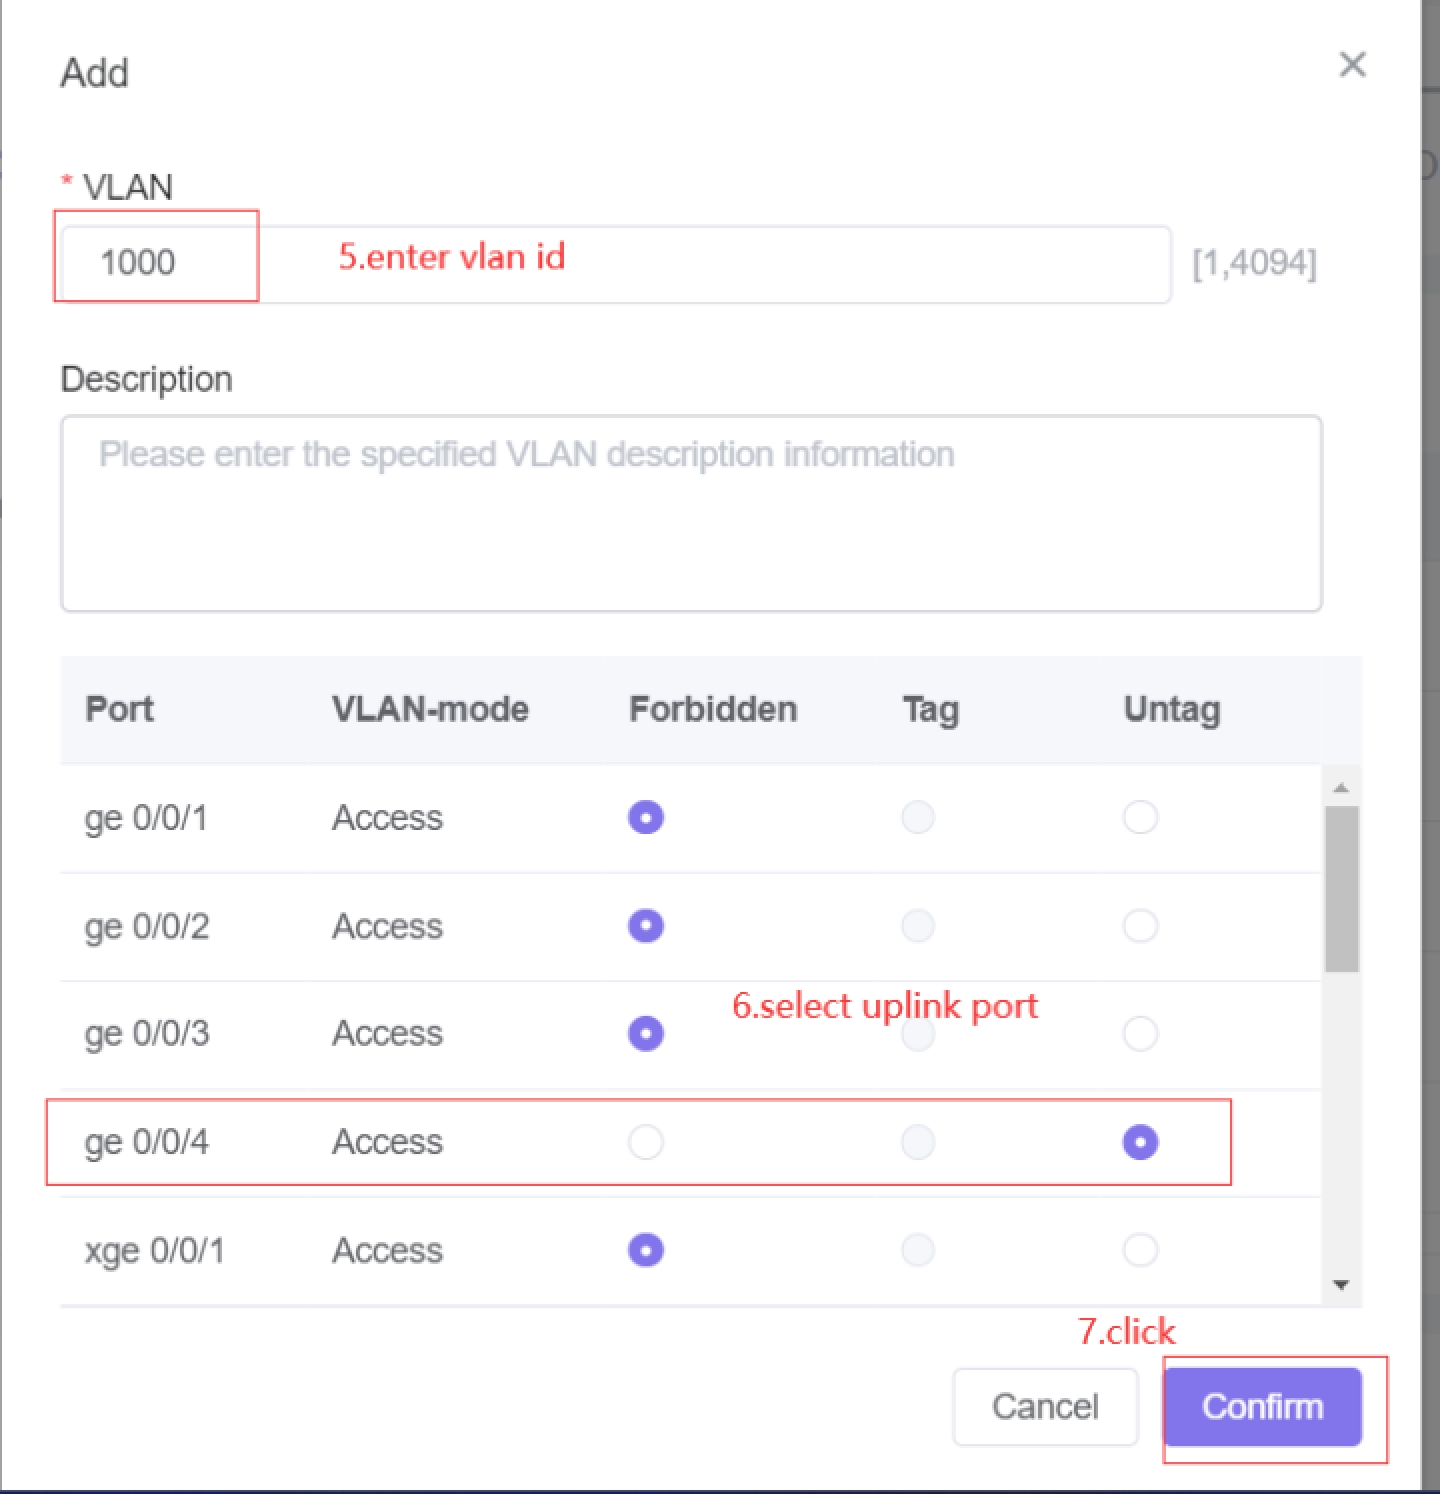 Add
* VLAN
1000
5.enter vlan id
[1,4094]
Description
Please enter the specified VLAN description information
Port VLAN-mode Forbidden Tag Untag
ge 0/0/1 Access
ge 0/0/2 Access
6.select uplink port
ge 0/0/3 Access
ge 0/0/4 Access
xge 0/0/1 Access
7.click
Cancel Confirm